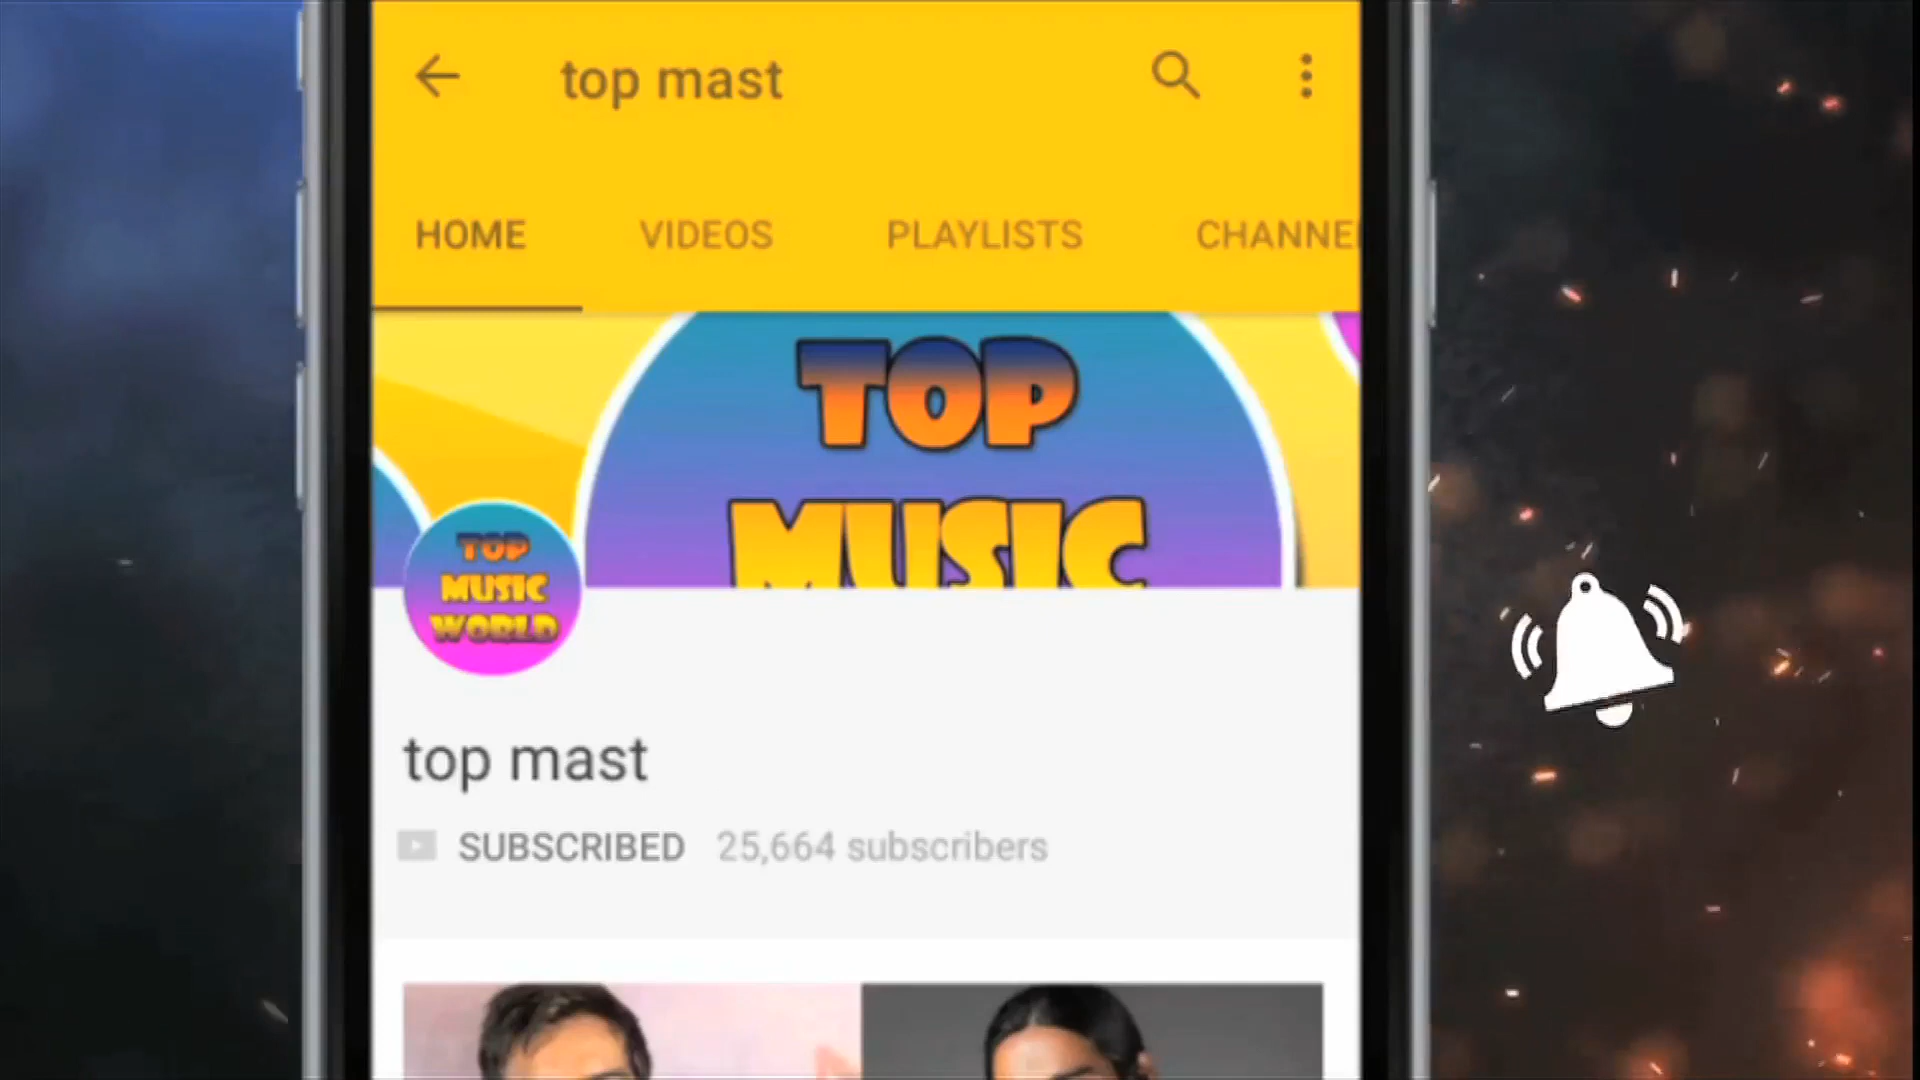 top mast
HOME VIDEOS PLAYLISTS CHANNE
TOP
MUSIC
TOP
MUSIC
WORLD
top mast
SUBSCRIBED 25,664 subscribers